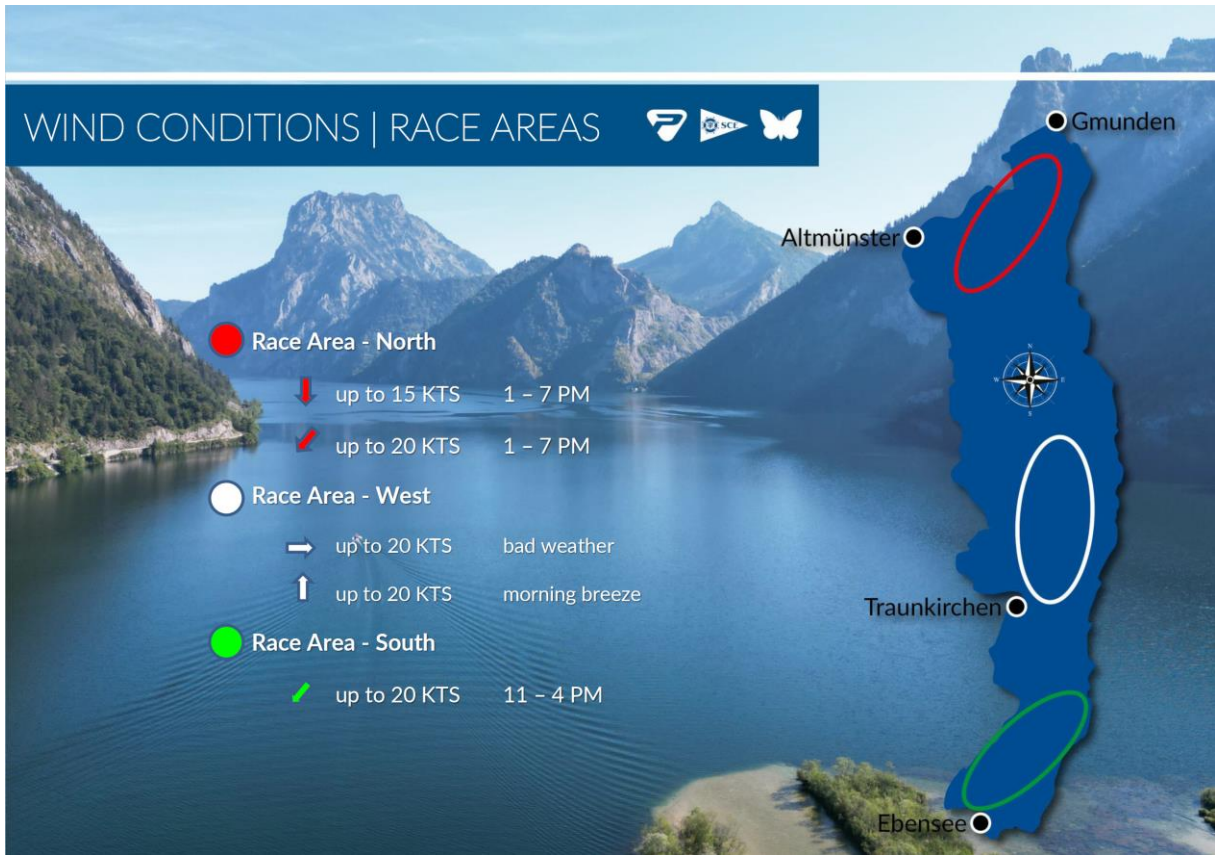 WIND CONDITIONS | RACE AREAS
SCE
Gmunden
Altmünster
Race Area - North
up to 15 KTS 1 – 7 PM
up to 20 KTS 1 – 7 PM
Race Area - West
up to 20 KTS bad weather
up to 20 KTS morning breeze
Race Area - South
up to 20 KTS 11 – 4 PM
N
W E
S
Traunkirchen
Ebensee